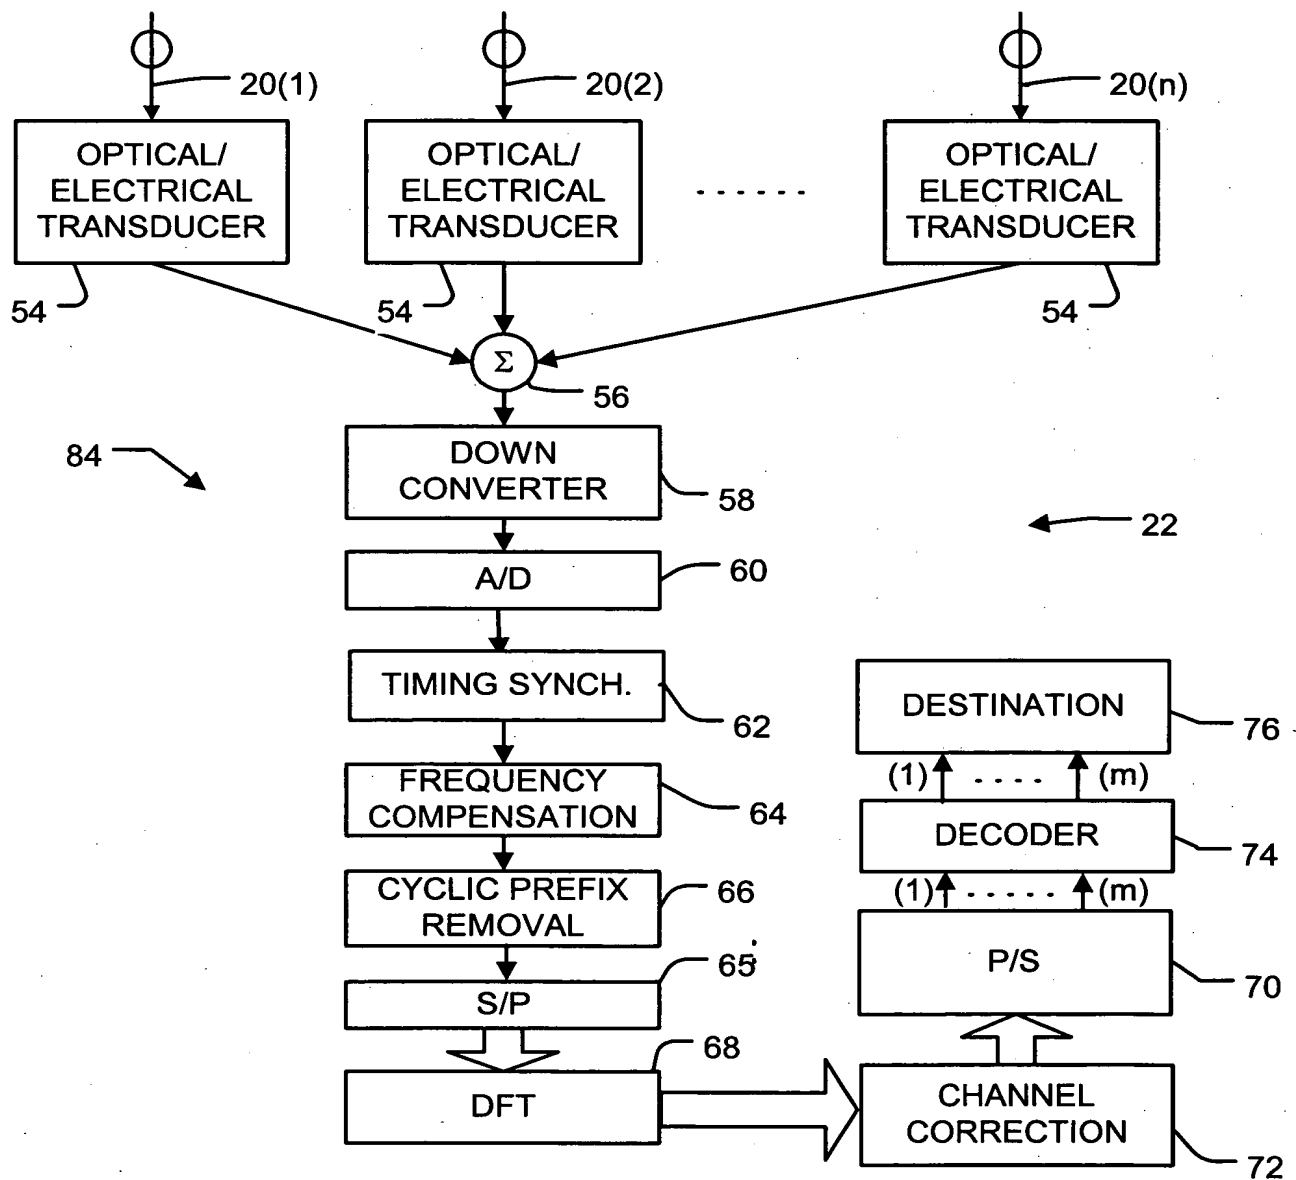 20(1)
20(2)
20(n)
OPTICAL/
ELECTRICAL
TRANSDUCER
OPTICAL/
ELECTRICAL
TRANSDUCER
OPTICAL/
ELECTRICAL
TRANSDUCER
54
54
54
Σ
56
84
DOWN
CONVERTER
58
22
A/D
60
TIMING SYNCH.
62
FREQUENCY
COMPENSATION
64
CYCLIC PREFIX
REMOVAL
66
S/P
65
DFT
68
DESTINATION
76
(1)
(m)
DECODER
74
(1)
(m)
P/S
70
CHANNEL
CORRECTION
72